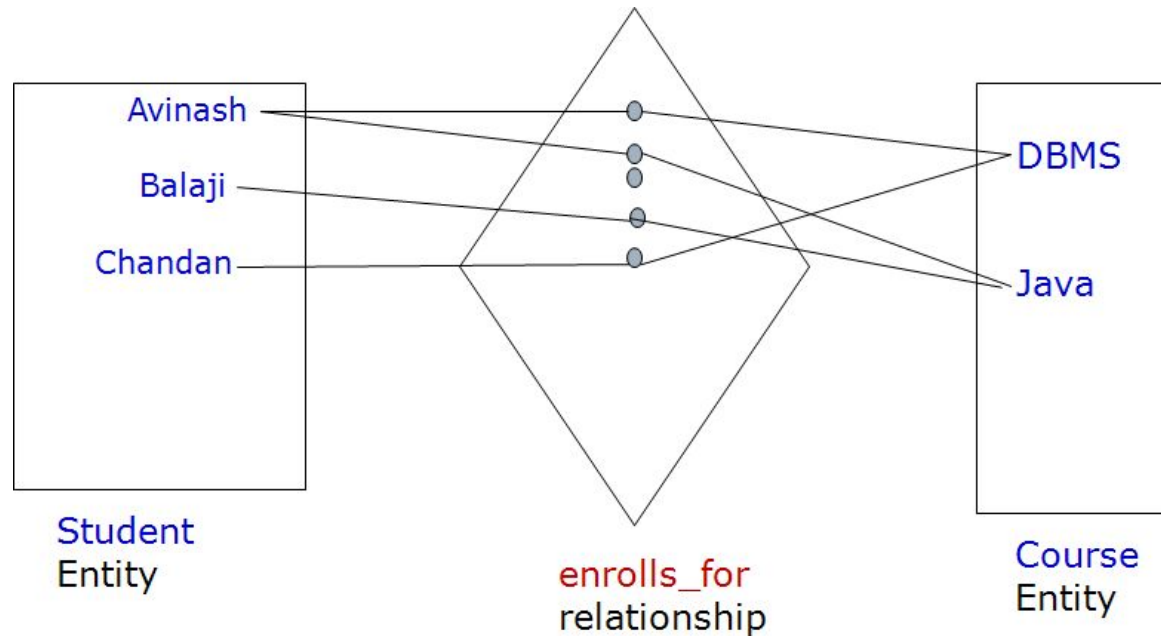 Avinash
Balaji
Chandan
DBMS
Java
Student
Entity
enrolls_for
relationship
Course
Entity